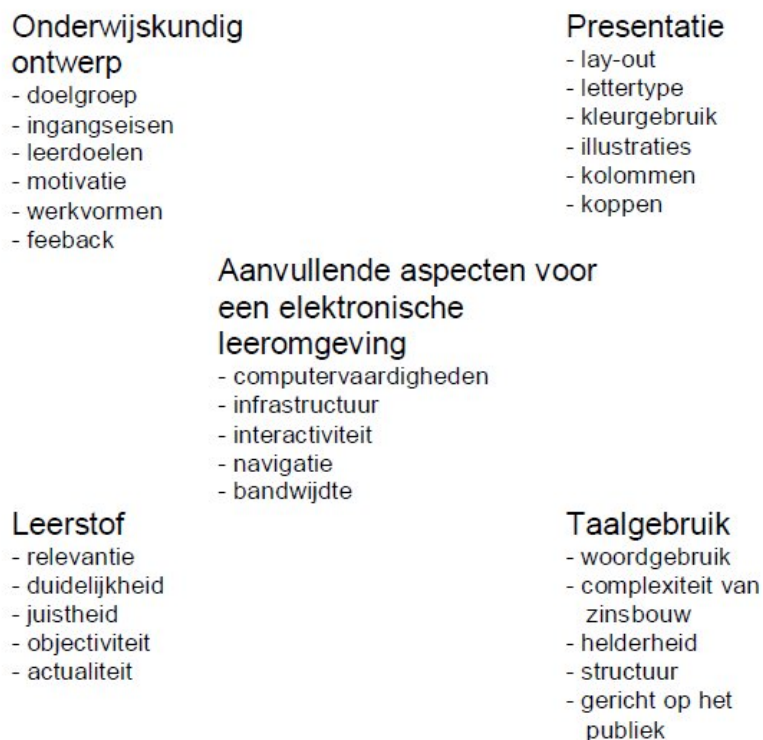 Onderwijskundig
ontwerp
- doelgroep
- ingangseisen
- leerdoelen
- motivatie
- werkvormen
- feeback
Presentatie
- lay-out
- lettertype
- kleurgebruik
- illustraties
- kolommen
- koppen
Aanvullende aspecten voor
een elektronische
leeromgeving
- computervaardigheden
- infrastructuur
- interactiviteit
- navigatie
- bandwijdte
Leerstof
- relevantie
- duidelijkheid
- juistheid
- objectiviteit
- actualiteit
Taalgebruik
- woordgebruik
- complexiteit van
zinsbouw
- helderheid
- structuur
- gericht op het
publiek